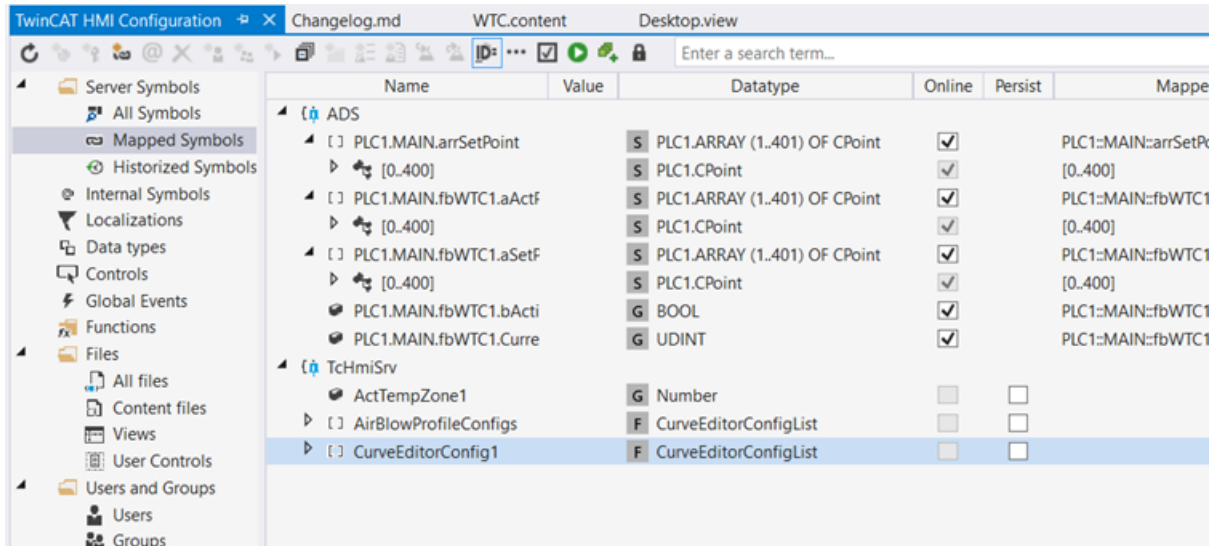 TwinCAT HMI Configuration Changelog.md WTC.content Desktop.view
ID= Enter a search term...
Server Symbols Name Value Datatype Online Persist Mappe
All Symbols ADS
Mapped Symbols PLC1.MAIN.arrSetPoint S PLC1.ARRAY (1..401) OF CPoint PLC1::MAIN::arrSetPo
Historized Symbols [0..400] S PLC1.CPoint [0..400]
Internal Symbols PLC1.MAIN.fbWTC1.aActP S PLC1.ARRAY (1..401) OF CPoint PLC1::MAIN::fbWTC1
Localizations [0..400] S PLC1.CPoint [0..400]
Data types PLC1.MAIN.fbWTC1.aSetP S PLC1.ARRAY (1..401) OF CPoint PLC1::MAIN::fbWTC1
Controls [0..400] S PLC1.CPoint [0..400]
Global Events PLC1.MAIN.fbWTC1.bActi G BOOL PLC1::MAIN::fbWTC1
Functions PLC1.MAIN.fbWTC1.Curre G UDINT PLC1::MAIN::fbWTC1
Files TcHmiSrv
All files ActTempZone1 G Number
Content files AirBlowProfileConfigs F CurveEditorConfigList
Views CurveEditorConfig1 F CurveEditorConfigList
User Controls
Users and Groups
Users
Groups